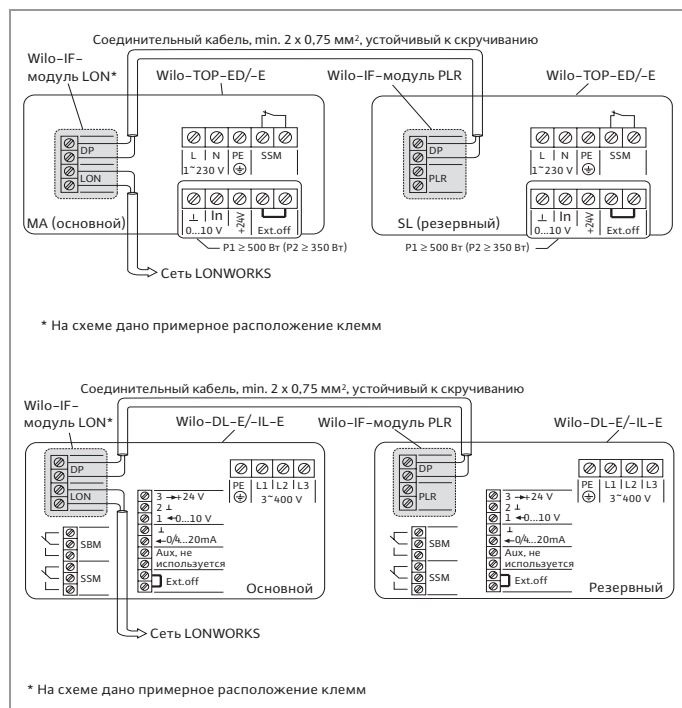 Соединительный кабель, min. 2 x 0,75 мм², устойчивый к скручиванию
Wilo-IF-
модуль LON*
Wilo-TOP-ED/-E
Wilo-IF-модуль PLR
Wilo-TOP-ED/-E
DP
LON
L N PE SSM
1~230 V
MA (основной)
⊥ In +24V Ext.off
0...10 V
P1 ≥ 500 Вт (P2 ≥ 350 Вт)
Сеть LONWORKS
DP
PLR
L N PE SSM
1~230 V
SL (резервный)
⊥ In +24V Ext.off
0...10 V
P1 ≥ 500 Вт (P2 ≥ 350 Вт)
* На схеме дано примерное расположение клемм
Соединительный кабель, min. 2 x 0,75 мм², устойчивый к скручиванию
Wilo-IF-
модуль LON*
Wilo-DL-E/-IL-E
Wilo-IF-модуль PLR
Wilo-DL-E/-IL-E
DP
LON
PE L1 L2 L3
3~400 V
3 →+24 V
2 ⊥
1 ←0...10 V
⊥
←0/4...20mA
Aux, не
используется
Ext.off
SBM
SSM
Основной
Сеть LONWORKS
DP
PLR
PE L1 L2 L3
3~400 V
3 →+24 V
2 ⊥
1 ←0...10 V
⊥
←0/4...20mA
Aux, не
используется
Ext.off
SBM
SSM
Резервный
* На схеме дано примерное расположение клемм